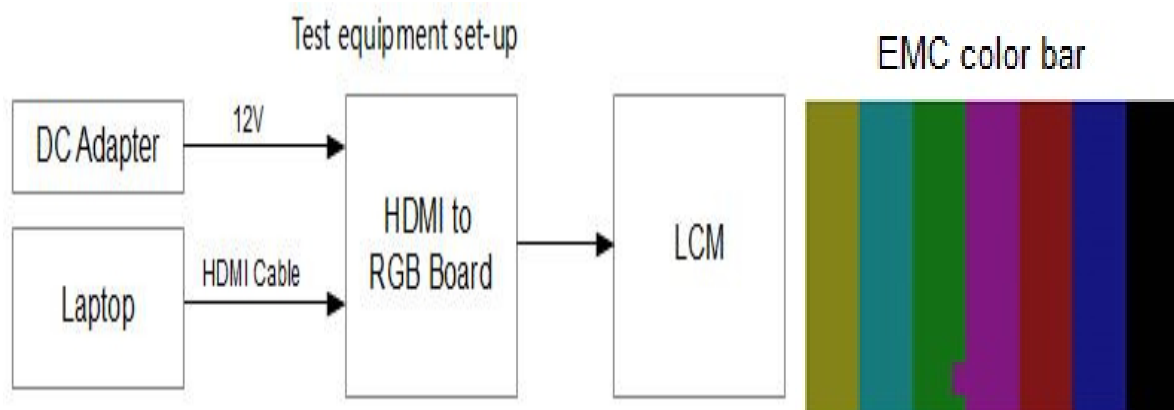 Test equipment set-up
EMC color bar
DC Adapter
12V
HDMI to
RGB Board
LCM
Laptop
HDMI Cable